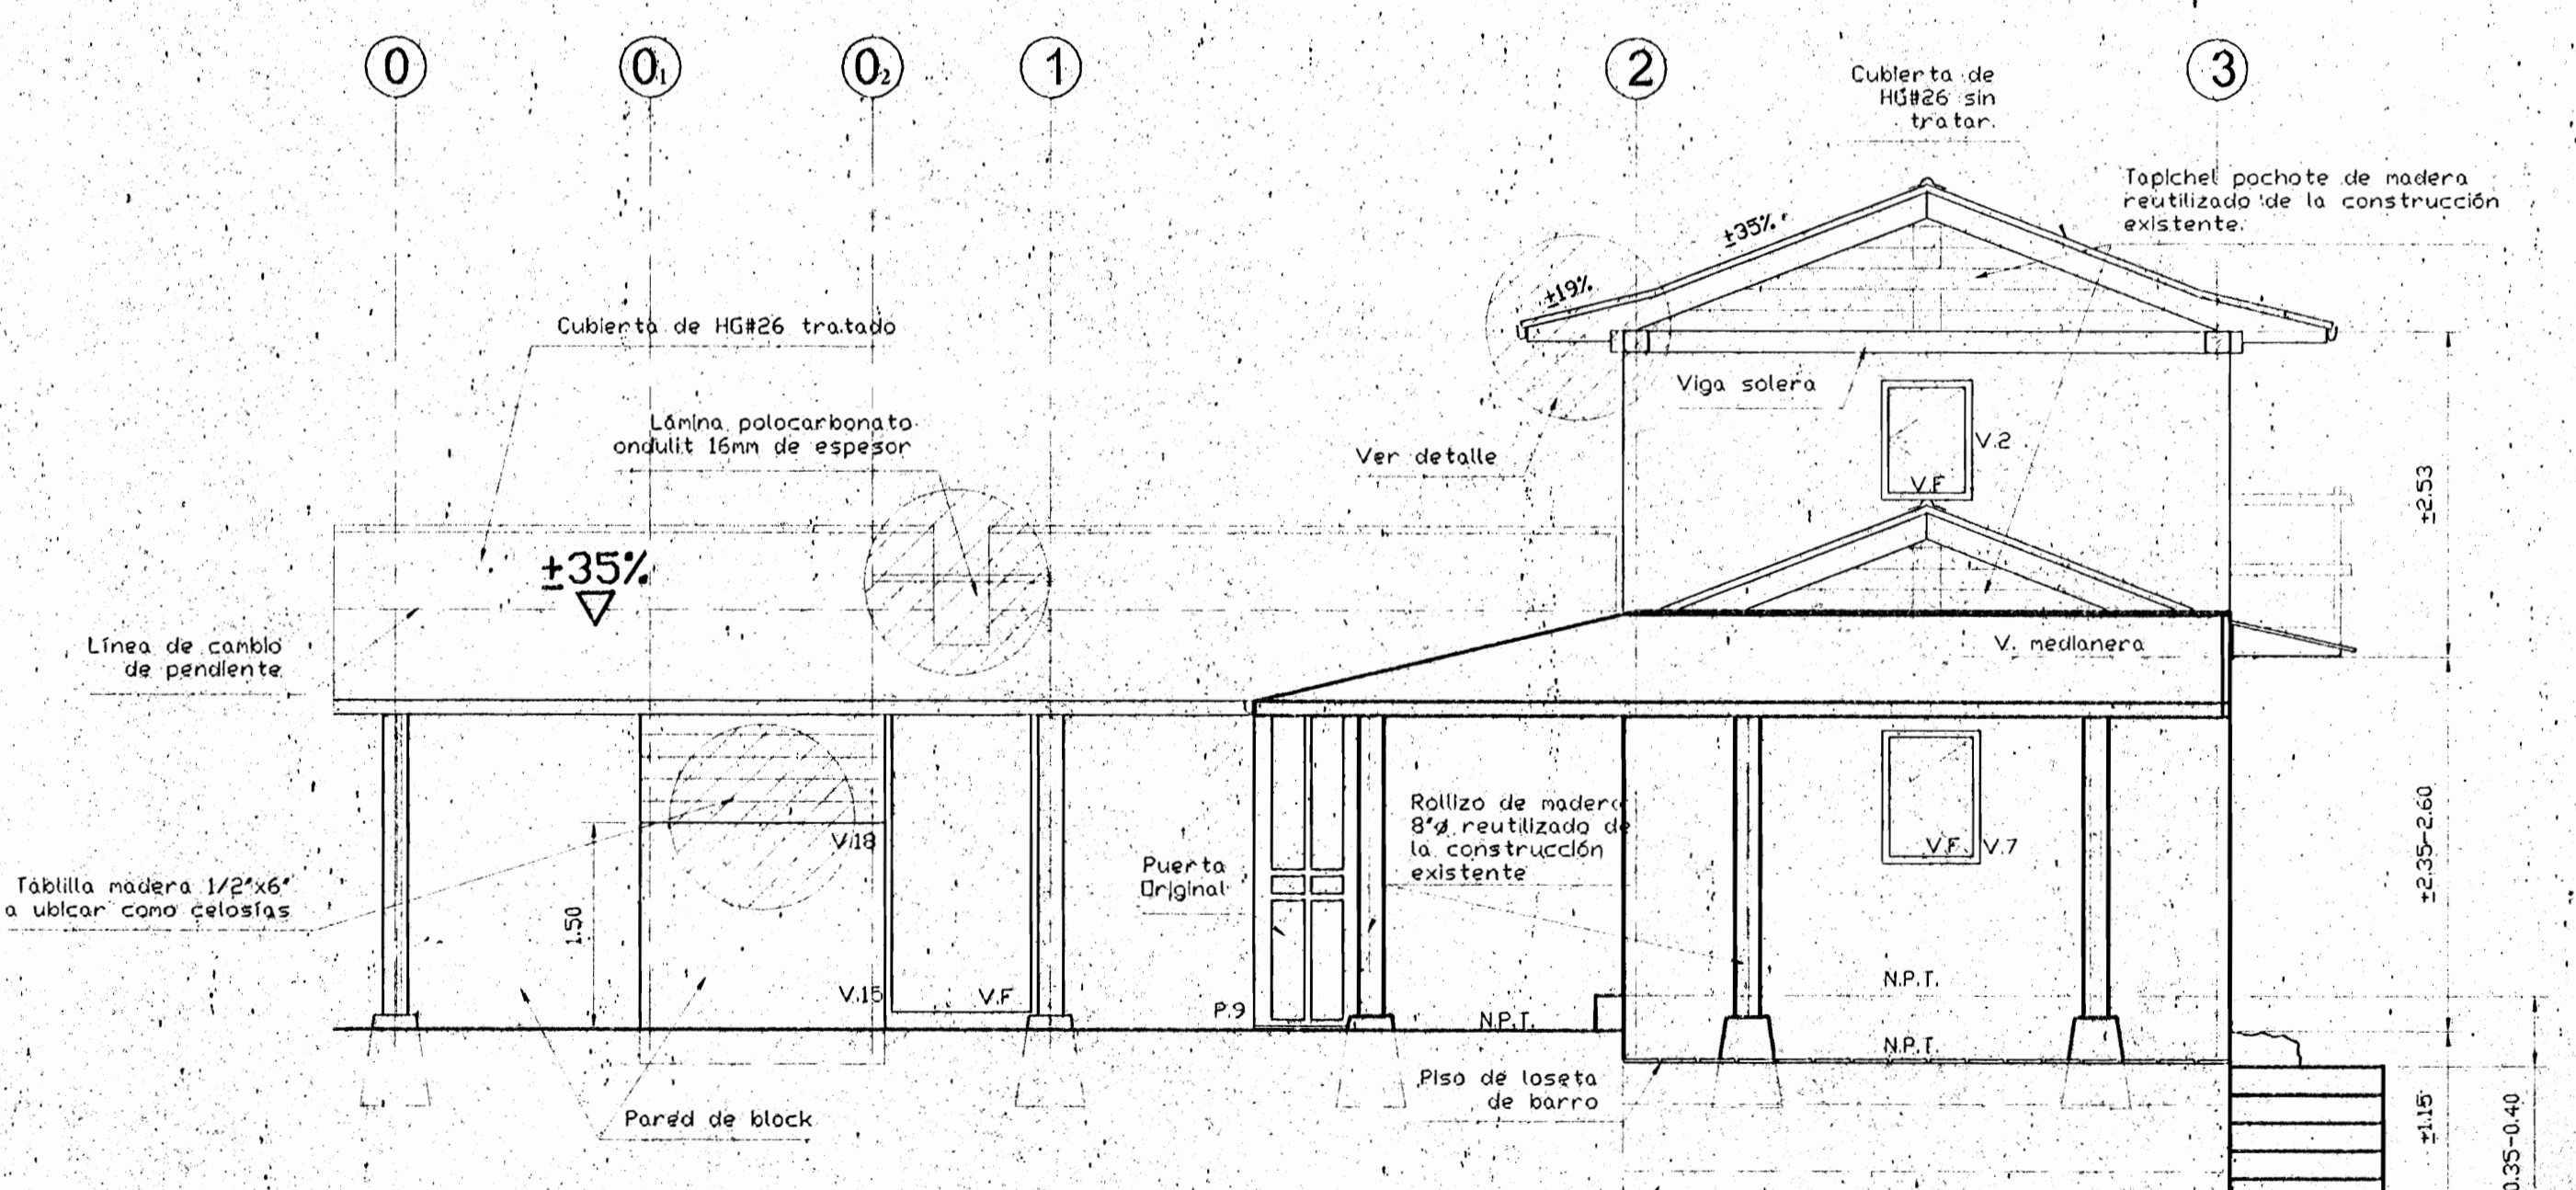 0
0₁
0₂
1
2
3
Cubierta de
HG#26 sin
tratar.
Tapichel pochote de madera
reutilizado de la construcción
existente.
±35%
±19%
Cubierta de HG#26 tratado
Viga solera
Lámina polocarbonato
ondulit 16mm de espesor
Ver detalle
V.2
V.F
±2.53
±35%
Línea de cambio
de pendiente
V. medianera
Rollizo de madera
8"ø reutilizado de
la construcción
existente
V.18
V.F. V.7
±2.35-2.60
Puerta
Original
Tablilla madera 1/2"x6"
a ubicar como celosías
1.50
N.P.T.
V.15
V.F
P.9
N.P.T.
N.P.T.
Piso de loseta
de barro
Pared de block
±1.15
0.35-0.40